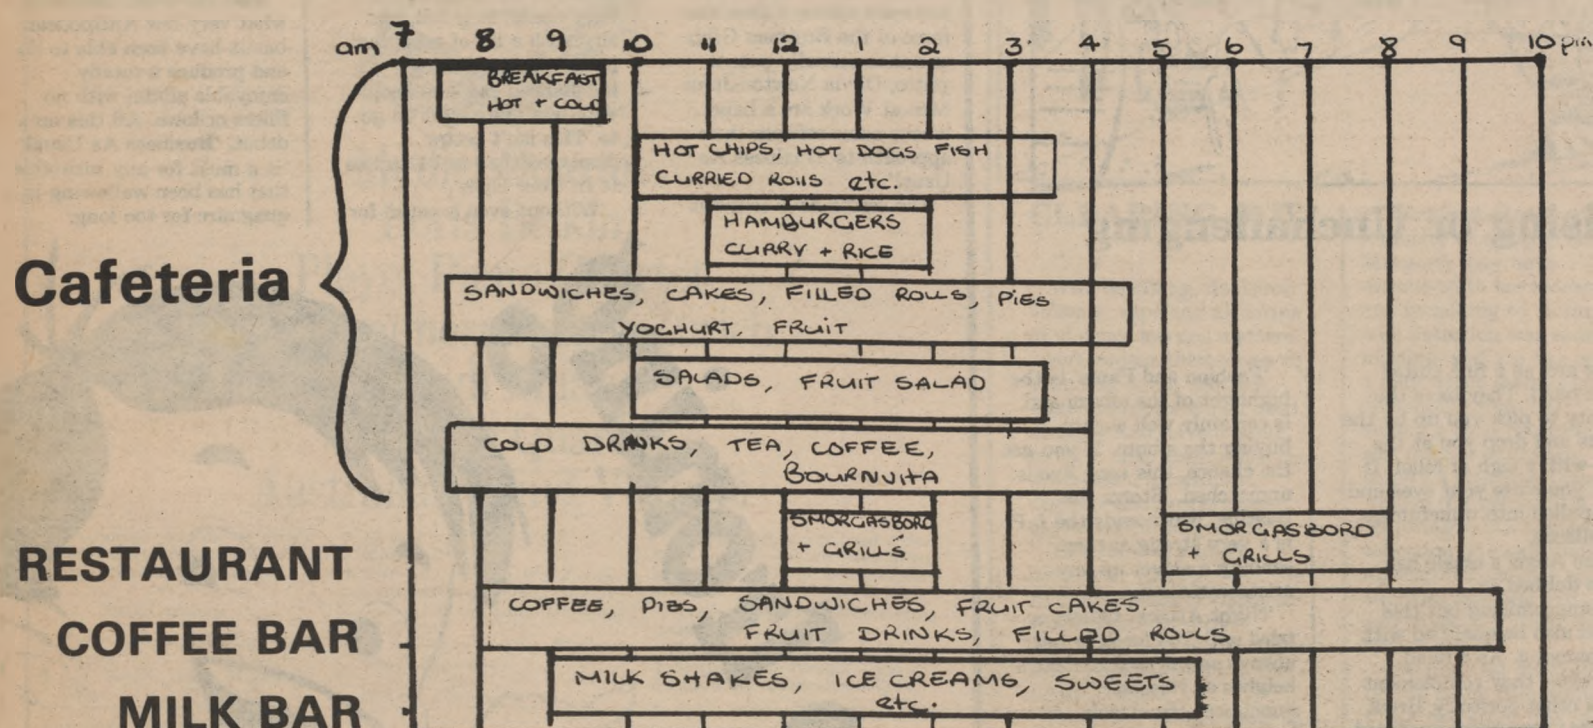 am 7 8 9 10 11 12 1 2 3 4 5 6 7 8 9 10 pm
BREAKFAST
HOT + COLD
HOT CHIPS, HOT DOGS FISH
CURRIED ROLLS etc.
HAMBURGERS
CURRY + RICE
Cafeteria
SANDWICHES, CAKES, FILLED ROLLS, PIES
YOGHURT, FRUIT
SALADS, FRUIT SALAD
COLD DRINKS, TEA, COFFEE,
BOURNVITA
RESTAURANT
SMORGASBORD
+ GRILLS
SMORGASBORD
+ GRILLS
COFFEE BAR
COFFEE, PIES, SANDWICHES, FRUIT CAKES.
FRUIT DRINKS, FILLED ROLLS
MILK BAR
MILK SHAKES, ICE CREAMS, SWEETS
etc.